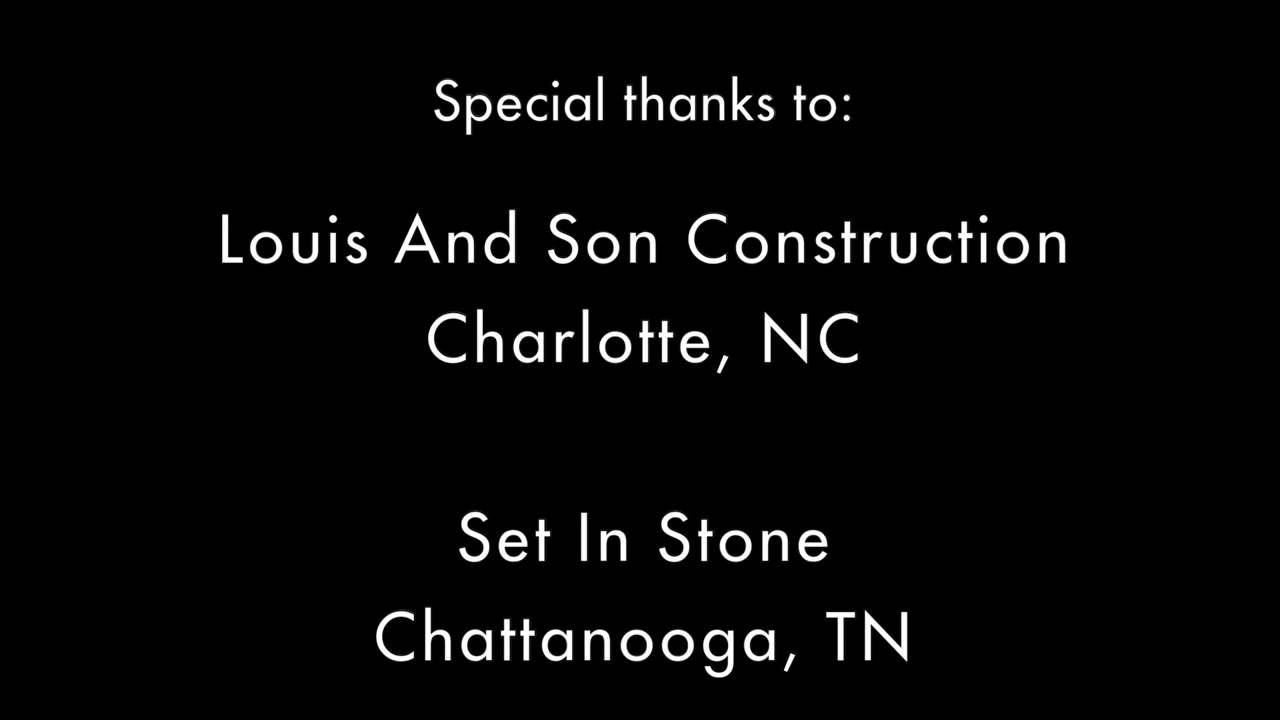 Special thanks to:
Louis And Son Construction
Charlotte, NC
Set In Stone
Chattanooga, TN